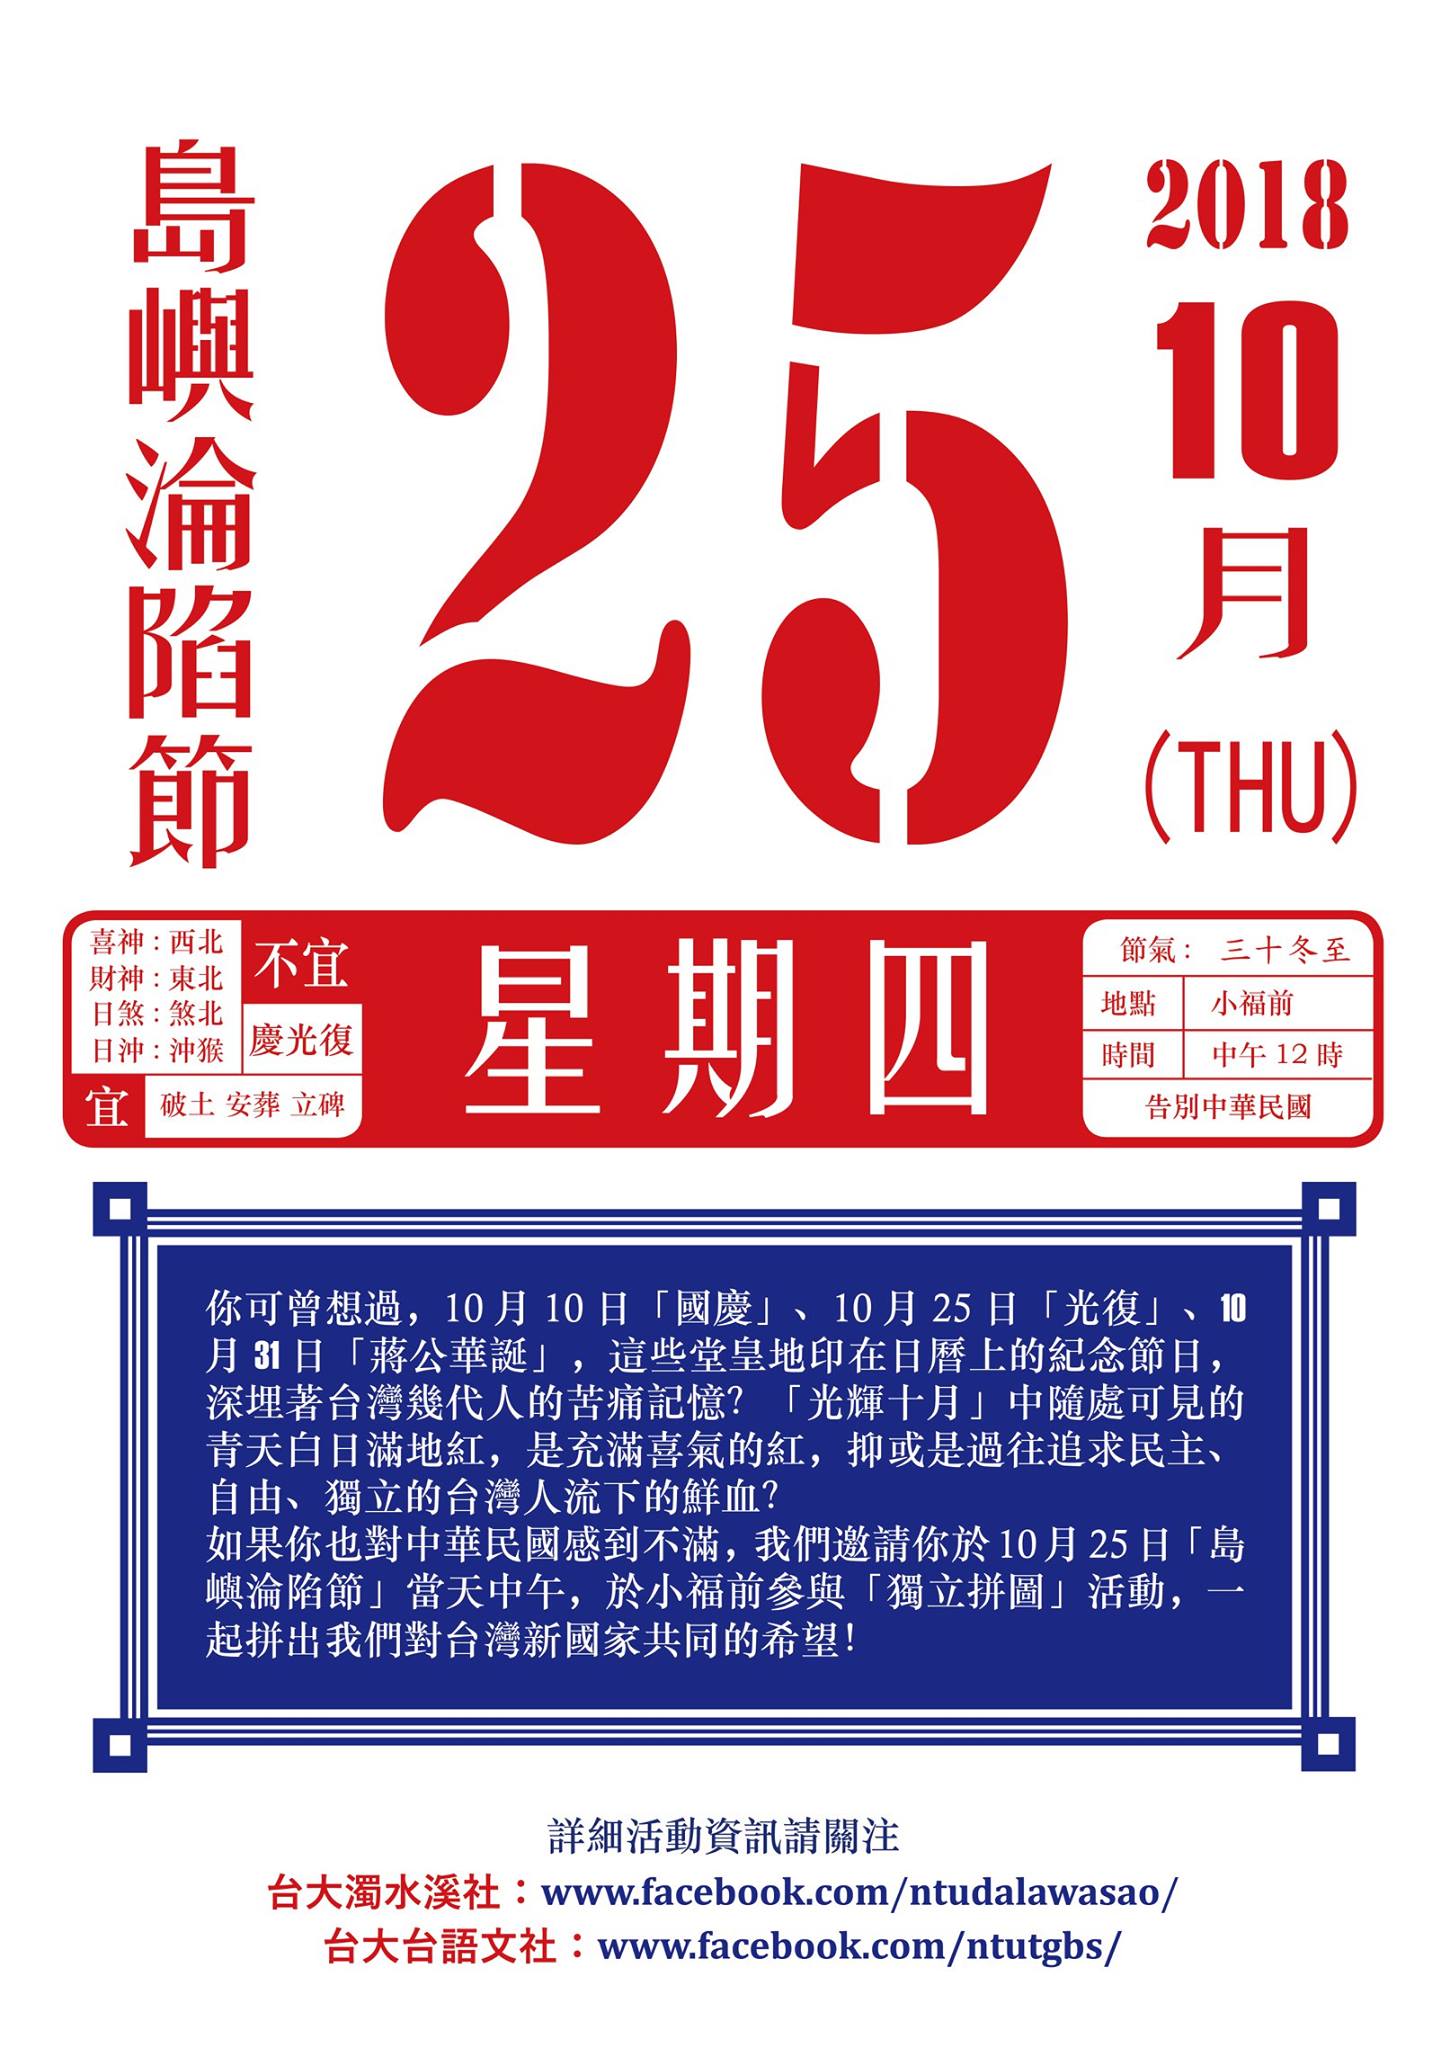 島嶼淪陷節
25
2018
10
月
(THU)
喜神：西北
財神：東北
日煞：煞北
日沖：沖猴
不宜
慶光復
宜
破土 安葬 立碑
星期四
節氣： 三十冬至
地點 小福前
時間 中午 12 時
告別中華民國
你可曾想過，10 月 10 日「國慶」、10 月 25 日「光復」、10
月 31 日「蔣公華誕」，這些堂皇地印在日曆上的紀念節日，
深埋著台灣幾代人的苦痛記憶？「光輝十月」中隨處可見的
青天白日滿地紅，是充滿喜氣的紅，抑或是過往追求民主、
自由、獨立的台灣人流下的鮮血？
如果你也對中華民國感到不滿，我們邀請你於 10 月 25 日「島
嶼淪陷節」當天中午，於小福前參與「獨立拼圖」活動，一
起拼出我們對台灣新國家共同的希望！
詳細活動資訊請關注
台大濁水溪社：www.facebook.com/ntudalawasao/
台大台語文社：www.facebook.com/ntutgbs/